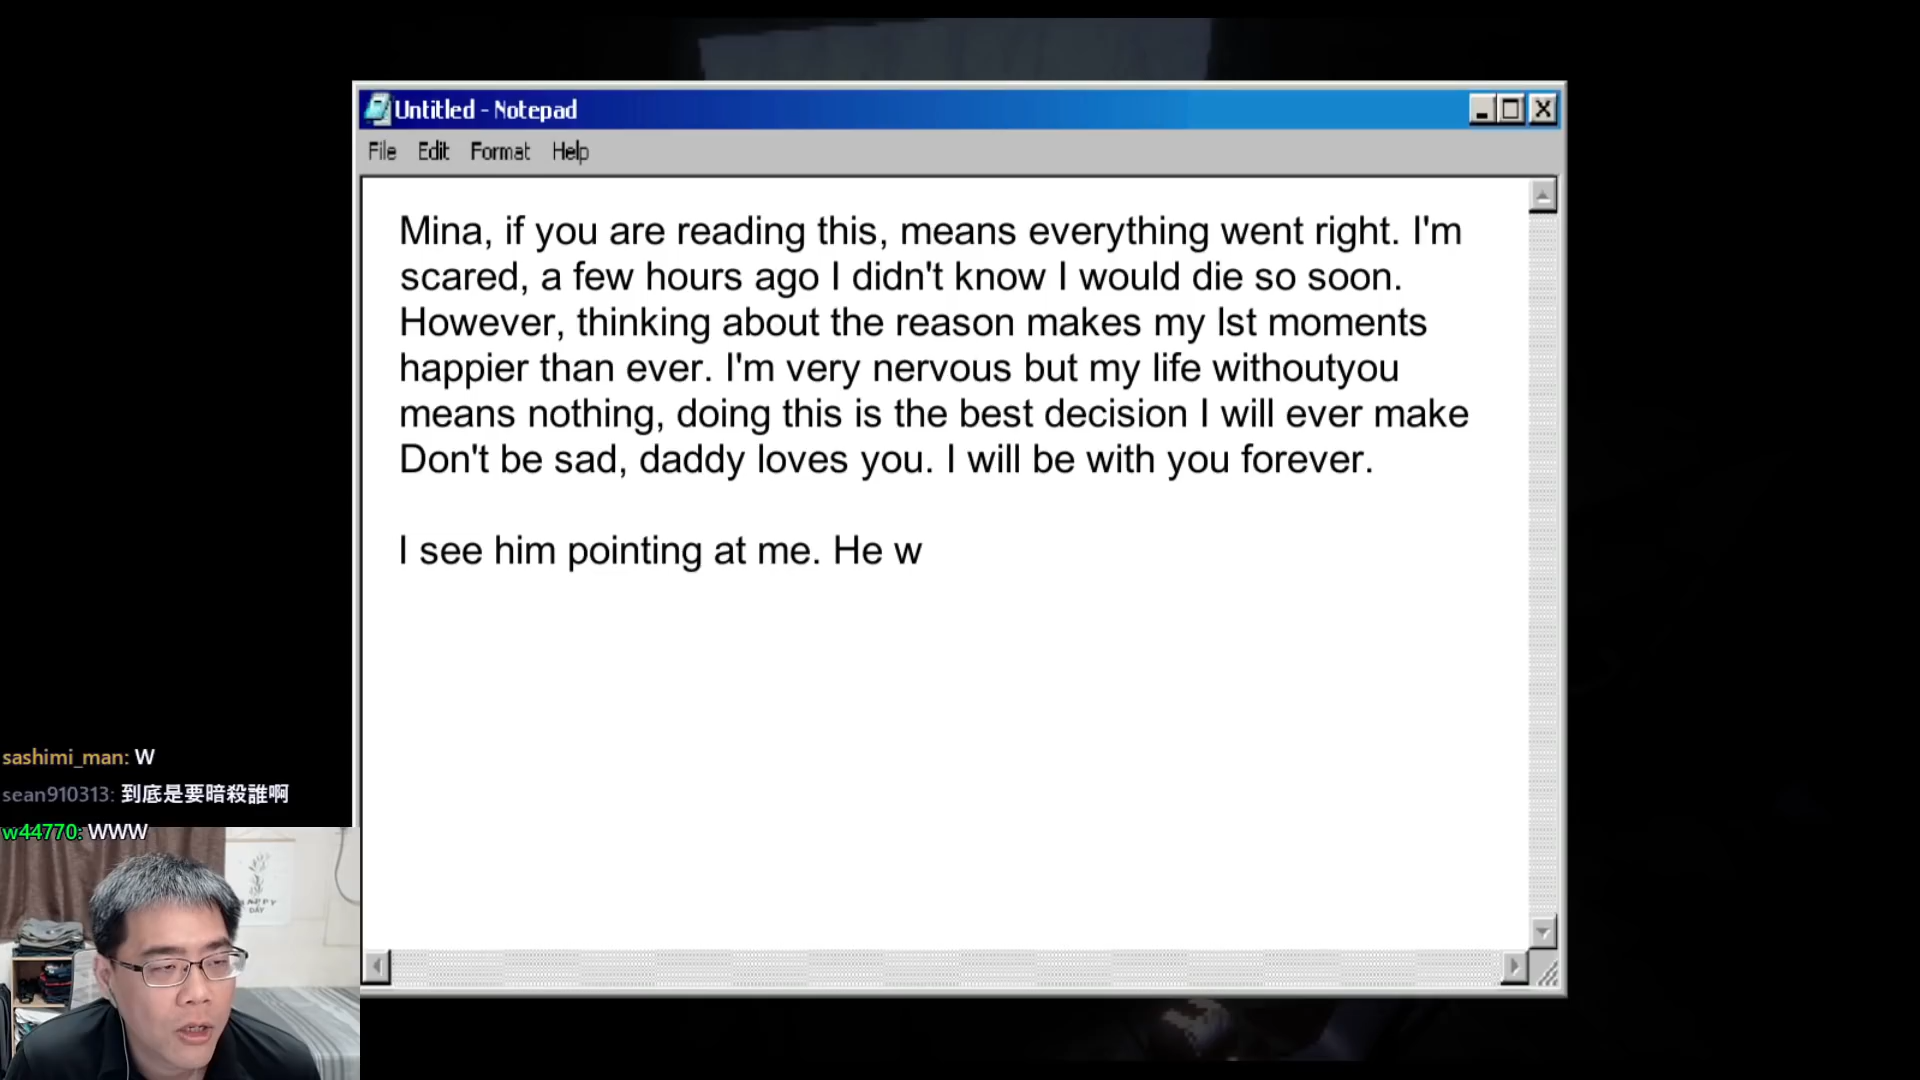 Untitled - Notepad
File Edit Format Help
Mina, if you are reading this, means everything went right. I'm
scared, a few hours ago I didn't know I would die so soon.
However, thinking about the reason makes my lst moments
happier than ever. I'm very nervous but my life withoutyou
means nothing, doing this is the best decision I will ever make
Don't be sad, daddy loves you. I will be with you forever.
I see him pointing at me. He w
sashimi_man: W
sean910313: 到底是要暗殺誰啊
w44770: WWW
HAPPY
DAY